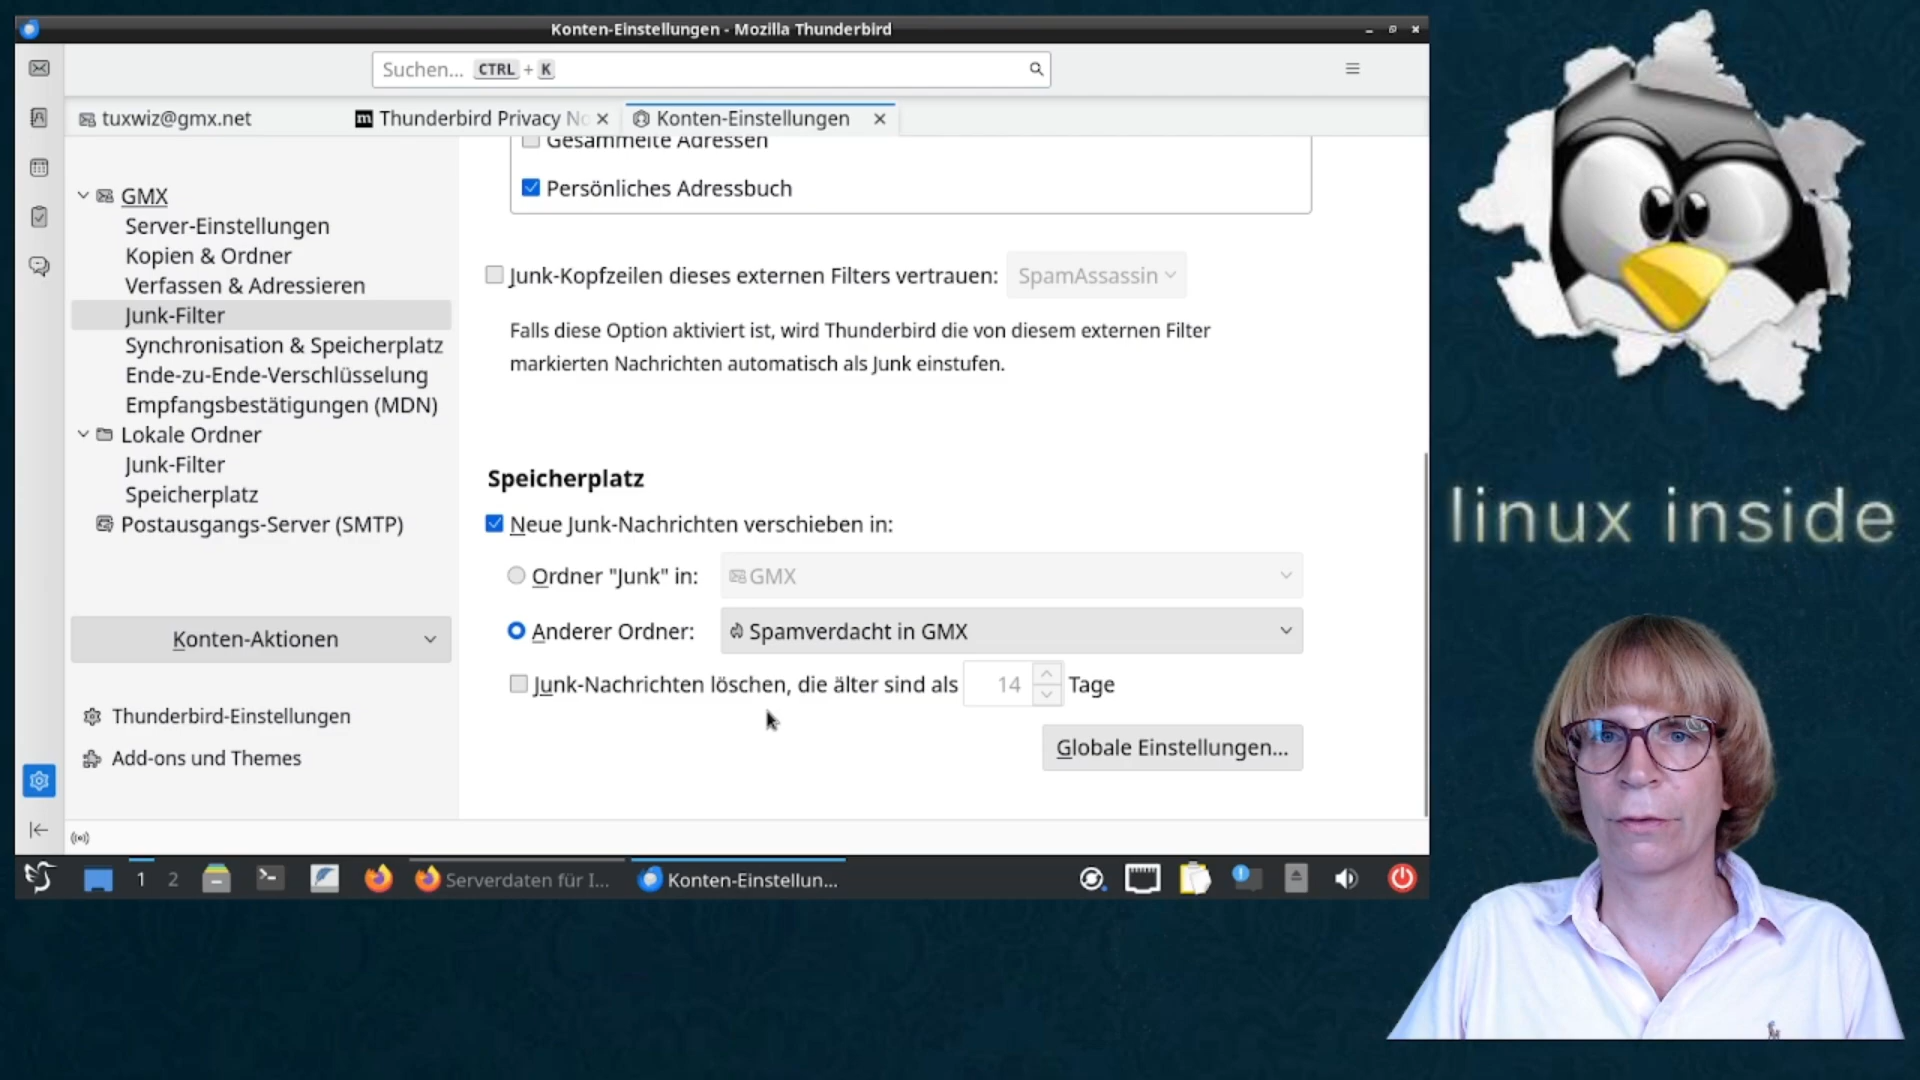 Konten-Einstellungen - Mozilla Thunderbird
Suchen... CTRL + K
tuxwiz@gmx.net
Thunderbird Privacy No
Konten-Einstellungen
GMX
Server-Einstellungen
Kopien & Ordner
Verfassen & Adressieren
Junk-Filter
Synchronisation & Speicherplatz
Ende-zu-Ende-Verschlüsselung
Empfangsbestätigungen (MDN)
Lokale Ordner
Junk-Filter
Speicherplatz
Postausgangs-Server (SMTP)
Konten-Aktionen
Thunderbird-Einstellungen
Add-ons und Themes
Gesammelte Adressen
Persönliches Adressbuch
Junk-Kopfzeilen dieses externen Filters vertrauen: SpamAssassin
Falls diese Option aktiviert ist, wird Thunderbird die von diesem externen Filter
markierten Nachrichten automatisch als Junk einstufen.
Speicherplatz
Neue Junk-Nachrichten verschieben in:
Ordner "Junk" in: GMX
Anderer Ordner: Spamverdacht in GMX
Junk-Nachrichten löschen, die älter sind als 14 Tage
Globale Einstellungen...
1 2
Serverdaten für I...
Konten-Einstellun...
linux inside